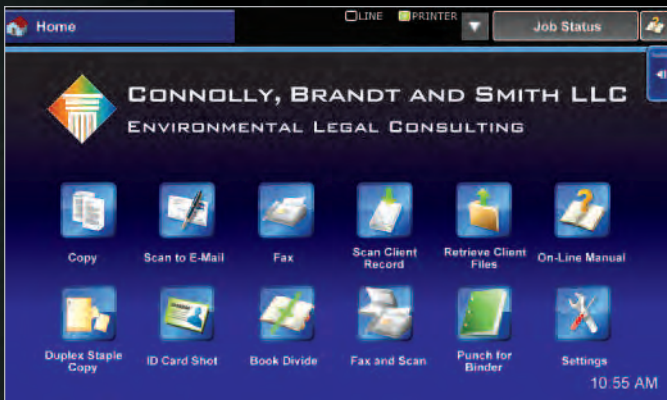 Home
LINE PRINTER
Job Status
CONNOLLY, BRANDT AND SMITH LLC
ENVIRONMENTAL LEGAL CONSULTING
Copy
Scan to E-Mail
Fax
Scan Client
Record
Retrieve Client
Files
On-Line Manual
Duplex Staple
Copy
ID Card Shot
Book Divide
Fax and Scan
Punch for
Binder
Settings
10:55 AM